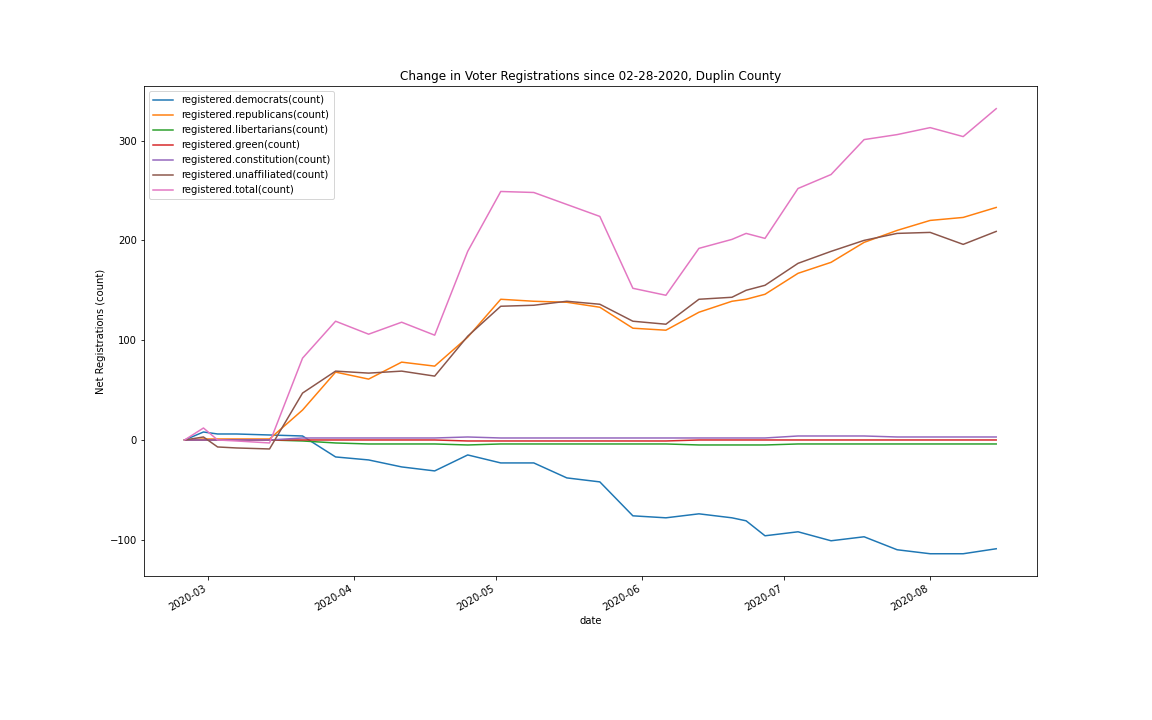 Change in Voter Registrations since 02-28-2020, Duplin County
registered.democrats(count)
registered.republicans(count)
registered.libertarians(count)
registered.green(count)
registered.constitution(count)
registered.unaffiliated(count)
registered.total(count)
300
200
100
0
−100
Net Registrations (count)
2020-03
2020-04
2020-05
2020-06
2020-07
2020-08
date